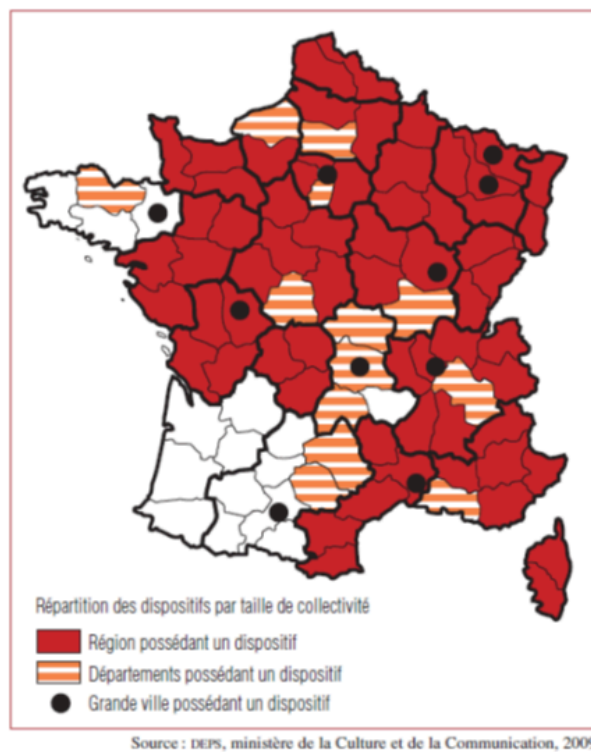 Répartition des dispositifs par taille de collectivité
Région possédant un dispositif
Départements possédant un dispositif
Grande ville possédant un dispositif
Source : DEPS, ministère de la Culture et de la Communication, 2009